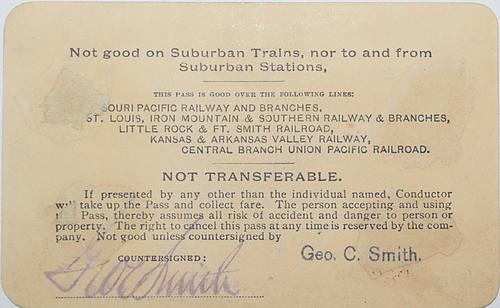 Not good on Suburban Trains, nor to and from
Suburban Stations,
THIS PASS IS GOOD OVER THE FOLLOWING LINES:
SOURI PACIFIC RAILWAY AND BRANCHES,
ST. LOUIS, IRON MOUNTAIN & SOUTHERN RAILWAY & BRANCHES,
LITTLE ROCK & FT. SMITH RAILROAD,
KANSAS & ARKANSAS VALLEY RAILWAY,
CENTRAL BRANCH UNION PACIFIC RAILROAD.
NOT TRANSFERABLE.
If presented by any other than the individual named, Conductor
will take up the Pass and collect fare. The person accepting and using
Pass, thereby assumes all risk of accident and danger to person or
property. The right to cancel this pass at any time is reserved by the com-
pany. Not good unless countersigned by
Geo. C. Smith.
COUNTERSIGNED:
Geo C Smith